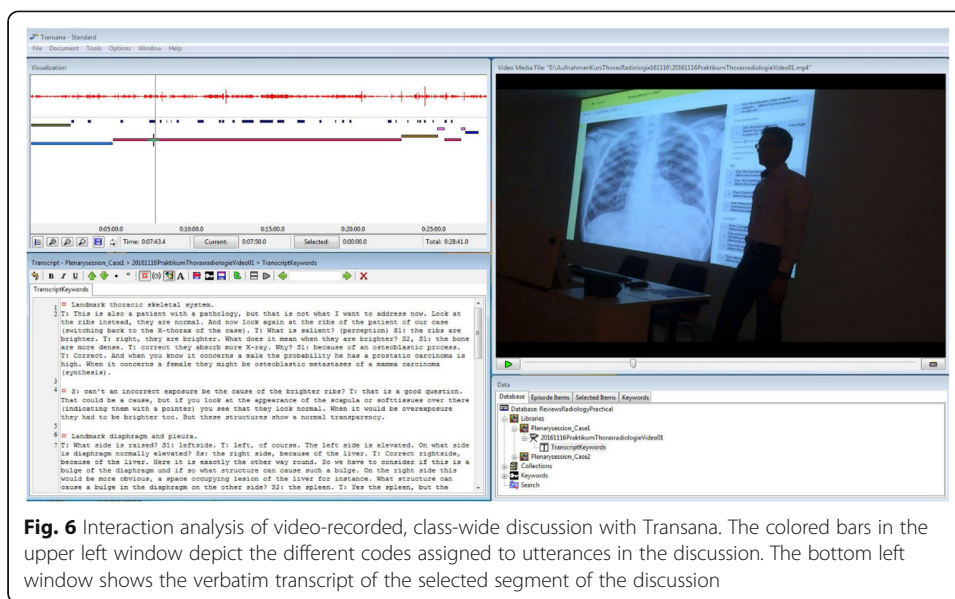 Transana - Standard
File Document Tools Options Window Help
Visualization
0:05:00.0 0:10:00.0 0:15:00.0 0:20:00.0 0:25:00.0
Time: 0:07:43.4 Current: 0:07:50.0 Selected: 0:00:00.0 Total: 0:28:41.0
Video Media File: "E:\AufnahmenKursThoraxRadiologie161116\20161116PraktikumThoraxradiologieVideo01.mp4"
Transcript - Plenarysession_Case1 > 20161116PraktikumThoraxradiologieVideo01 > TranscriptKeywords
B I U
A
TranscriptKeywords
1 Landmark thoracic skeletal system.
2 T: This is also a patient with a pathology, but that is not what I want to address now. Look at
the ribs instead, they are normal. And now look again at the ribs of the patient of our case
(switching back to the X-thorax of the case). T: What is salient? (perception) S1: the ribs are
brighter. T: right, they are brighter. What does it mean when they are brighter? S2, S1: the bone
are more dense. T: correct they absorb more X-ray. Why? S1: because of an osteoblastic process.
T: Correct. And when you know it concerns a male the probability he has a prostatic carcinoma is
high. When it concerns a female they might be osteoblastic metastases of a mamma carcinoma
(synthesis).
3
4 S: can't an incorrect exposure be the cause of the brighter ribs? T: that is a good question.
That could be a cause, but if you look at the appearance of the scapula or softtissues over there
(indicating them with a pointer) you see that they look normal. When it would be overexposure
they had to be brighter too. But these structures show a normal transparency.
5
6 Landmark diaphragm and pleura.
7 T: What side is raised? S1: leftside. T: left, of course. The left side is elevated. On what side
is diaphragm normally elevated? Ss: the right side, because of the liver. T: Correct rightside,
because of the liver. Here it is exactly the other way round. So we have to consider if this is a
bulge of the diaphragm and if so what structure can cause such a bulge. On the right side this
would be more obvious, a space occupying lesion of the liver for instance. What structure can
cause a bulge in the diaphragm on the other side? S2: the spleen. T: Yes the spleen, but the
Data
Database Episode Items Selected Items Keywords
Database: ReviewsRadiologyPractical
Libraries
Plenarysession_Case1
20161116PraktikumThoraxradiologieVideo01
TranscriptKeywords
Plenarysession_Case2
Collections
Keywords
Search
Fig. 6 Interaction analysis of video-recorded, class-wide discussion with Transana. The colored bars in the
upper left window depict the different codes assigned to utterances in the discussion. The bottom left
window shows the verbatim transcript of the selected segment of the discussion